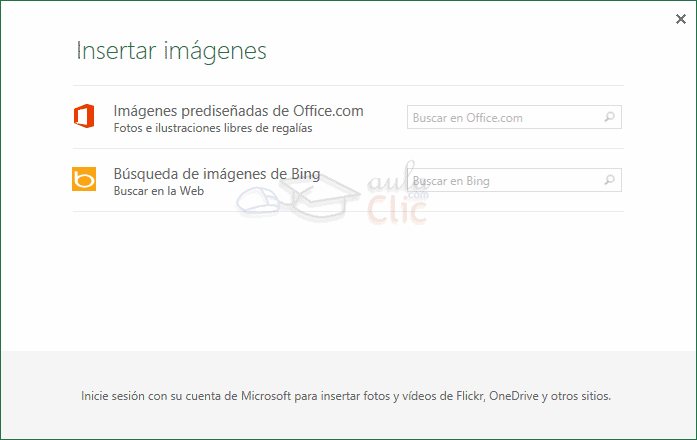 Insertar imágenes
Imágenes prediseñadas de Office.com
Fotos e ilustraciones libres de regalías
Buscar en Office.com
Búsqueda de imágenes de Bing
Buscar en la Web
Buscar en Bing
aula
.com
Clic
Inicie sesión con su cuenta de Microsoft para insertar fotos y vídeos de Flickr, OneDrive y otros sitios.